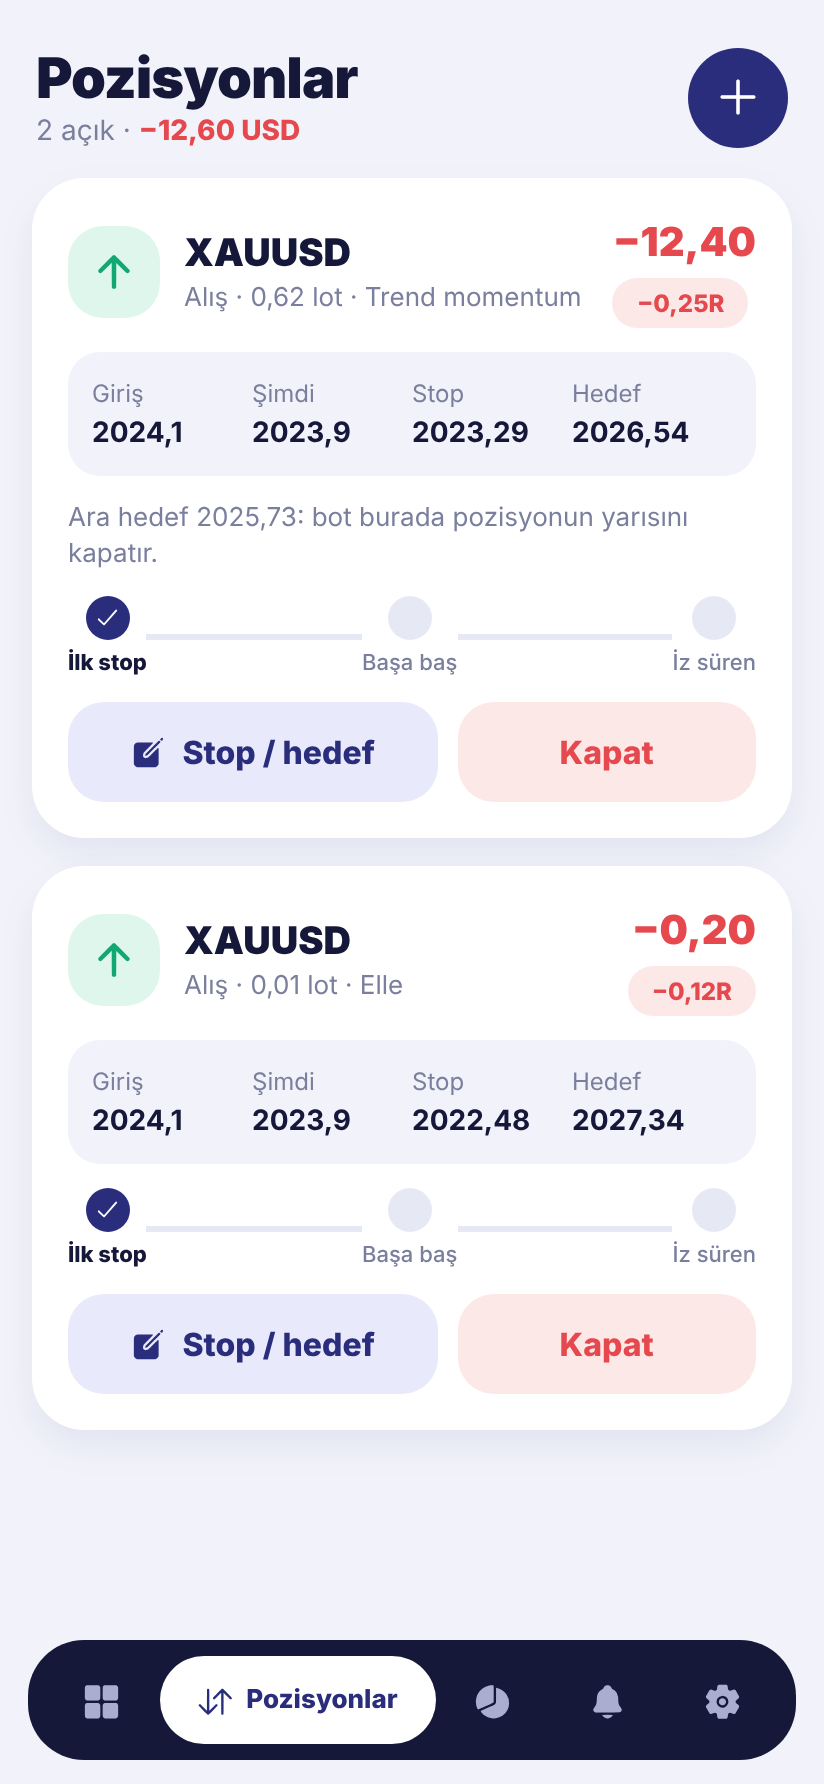 Pozisyonlar
2 açık · −12,60 USD
XAUUSD
−12,40
Alış · 0,62 lot · Trend momentum
−0,25R
Giriş Şimdi Stop Hedef
2024,1 2023,9 2023,29 2026,54
Ara hedef 2025,73: bot burada pozisyonun yarısını
kapatır.
İlk stop Başa baş İz süren
Stop / hedef Kapat
XAUUSD
−0,20
Alış · 0,01 lot · Elle
−0,12R
Giriş Şimdi Stop Hedef
2024,1 2023,9 2022,48 2027,34
İlk stop Başa baş İz süren
Stop / hedef Kapat
Pozisyonlar